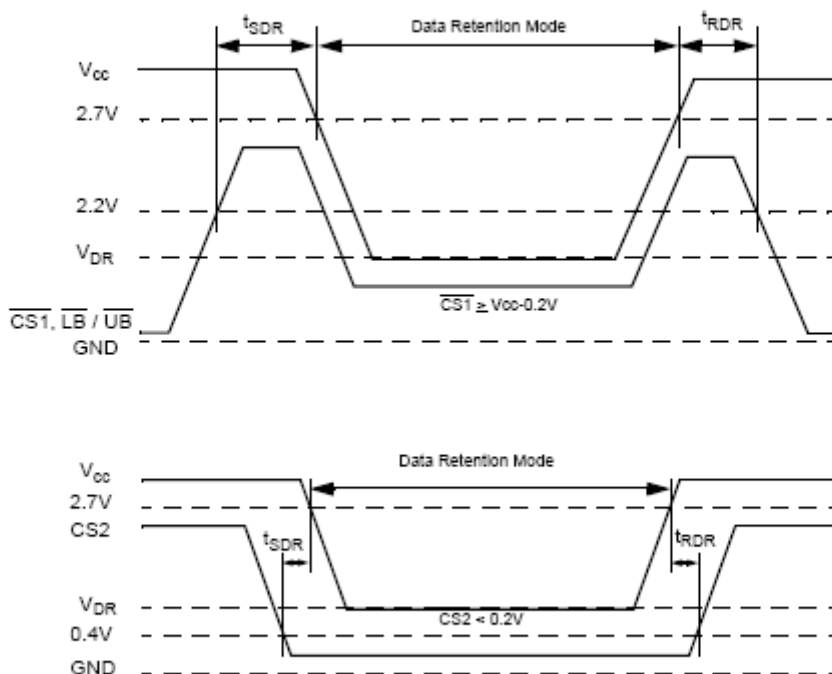 tSDR Data Retention Mode tRDR
Vcc
2.7V
2.2V
VDR
CS1, LB / UB
CS1 ≥ Vcc-0.2V
GND
Vcc
Data Retention Mode
2.7V
CS2
tSDR tRDR
VDR
CS2 < 0.2V
0.4V
GND